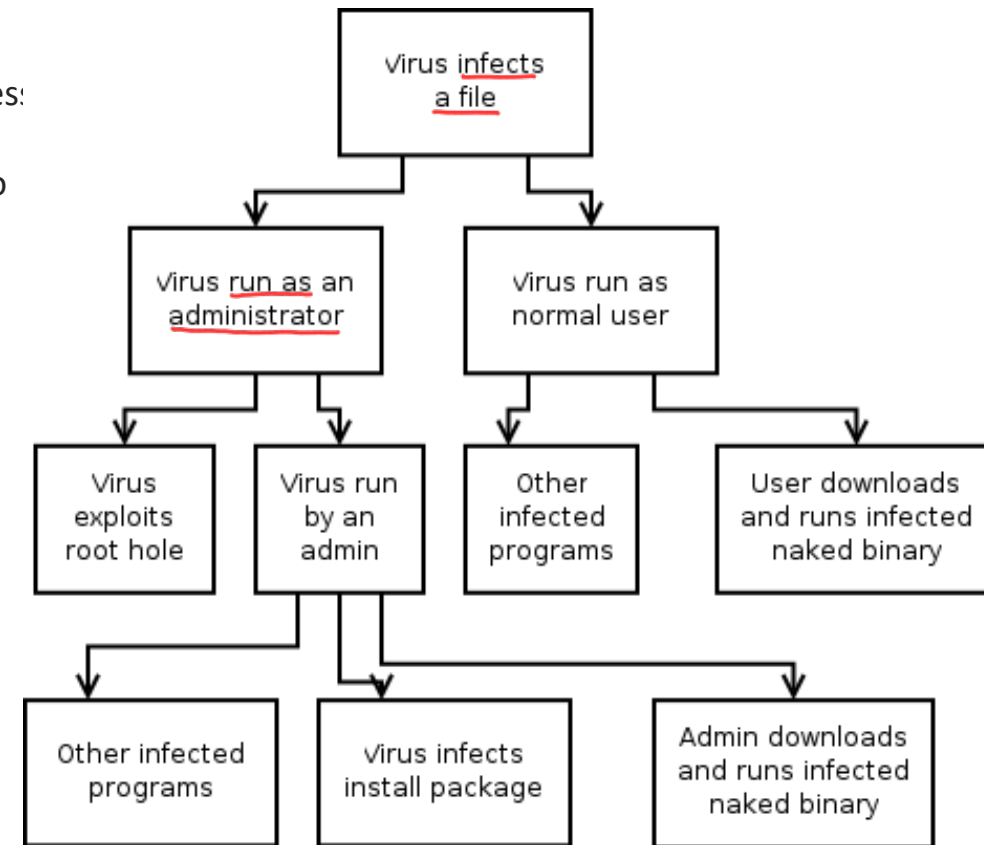 Virus infects
a file
Virus run as an
administrator
Virus run as
normal user
Virus
exploits
root hole
Virus run
by an
admin
Other
infected
programs
User downloads
and runs infected
naked binary
Other infected
programs
Virus infects
install package
Admin downloads
and runs infected
naked binary